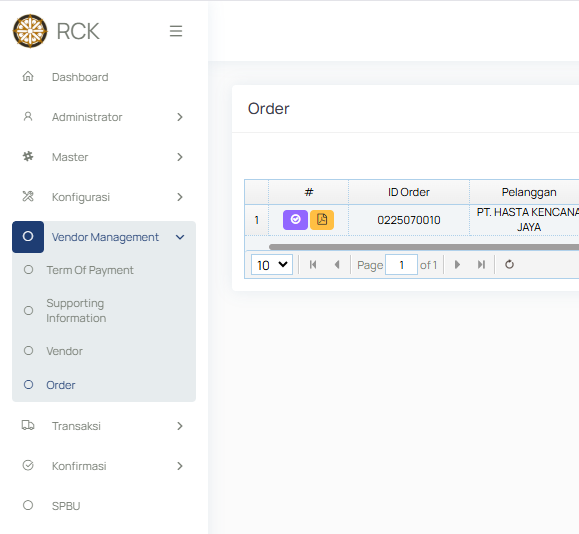 RCK
Dashboard
Administrator
Master
Konfigurasi
Vendor Management
Term Of Payment
Supporting
Information
Vendor
Order
Transaksi
Konfirmasi
SPBU
Order
# ID Order Pelanggan
1 0225070010 PT. HASTA KENCANA
JAYA
10 Page 1 of 1